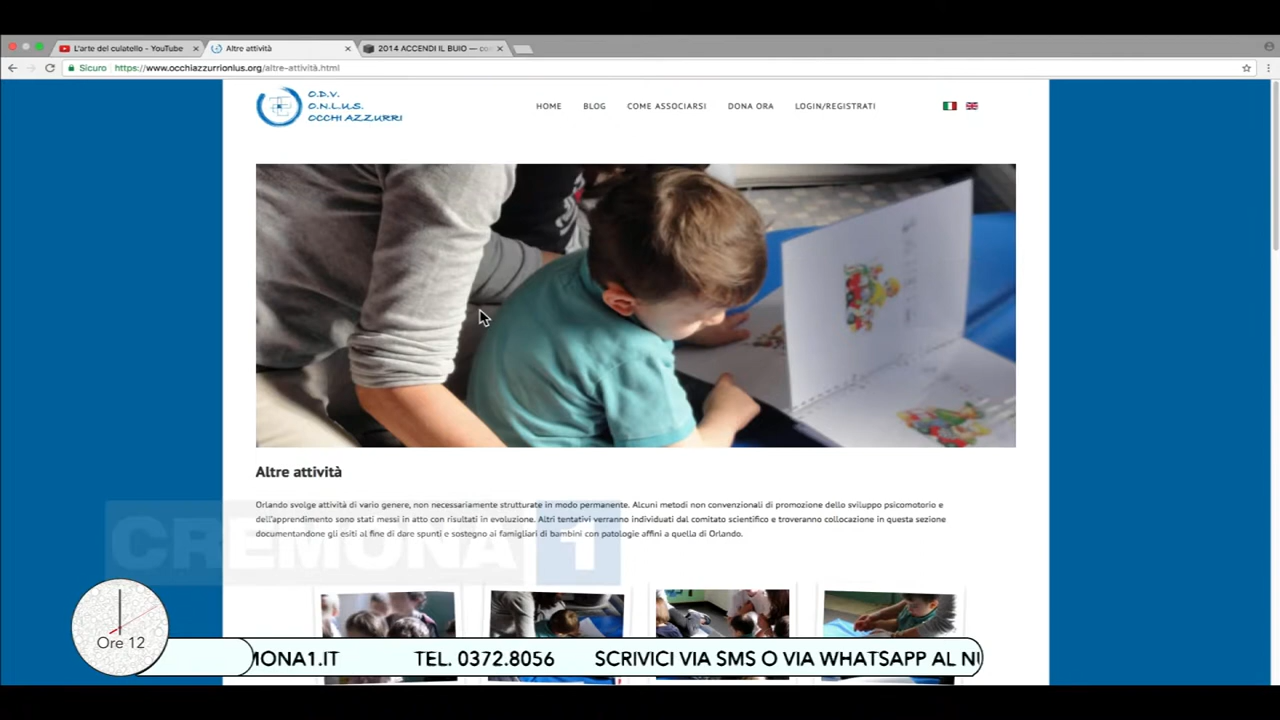 L'arte del culatello - YouTube
Altre attività
2014 ACCENDI IL BUIO — co
Sicuro
https://www.occhiazzurrionlus.org/altre-attività.html
O.D.V.
O.N.L.U.S.
OCCHI AZZURRI
HOME BLOG COME ASSOCIARSI DONA ORA LOGIN/REGISTRATI
Altre attività
Orlando svolge attività di vario genere, non necessariamente strutturate in modo permanente. Alcuni metodi non convenzionali di promozione dello sviluppo psicomotorio e
dell'apprendimento sono stati messi in atto con risultati in evoluzione. Altri tentativi verranno individuati dal comitato scientifico e troveranno collocazione in questa sezione
documentandone gli esiti al fine di dare spunti e sostegno ai famigliari di bambini con patologie affini a quella di Orlando.
CREMONA 1
Ore 12
MONA1.IT TEL. 0372.8056 SCRIVICI VIA SMS O VIA WHATSAPP AL NU